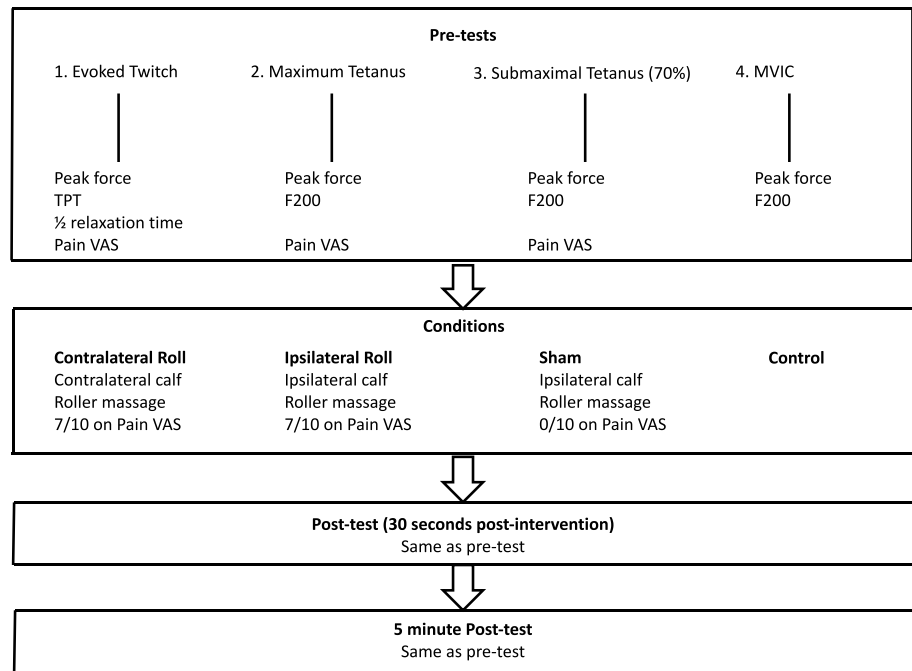 Pre-tests
1. Evoked Twitch 2. Maximum Tetanus 3. Submaximal Tetanus (70%) 4. MVIC
Peak force Peak force Peak force Peak force
TPT F200 F200 F200
½ relaxation time
Pain VAS Pain VAS Pain VAS
Conditions
Contralateral Roll Ipsilateral Roll Sham Control
Contralateral calf Ipsilateral calf Ipsilateral calf
Roller massage Roller massage Roller massage
7/10 on Pain VAS 7/10 on Pain VAS 0/10 on Pain VAS
Post-test (30 seconds post-intervention)
Same as pre-test
5 minute Post-test
Same as pre-test